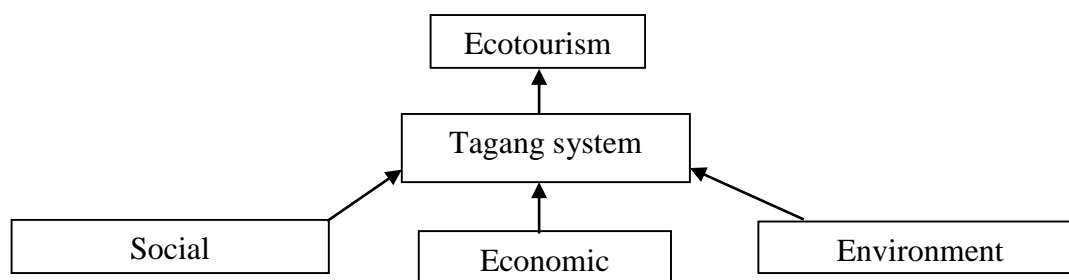 Ecotourism
Tagang system
Social
Economic
Environment